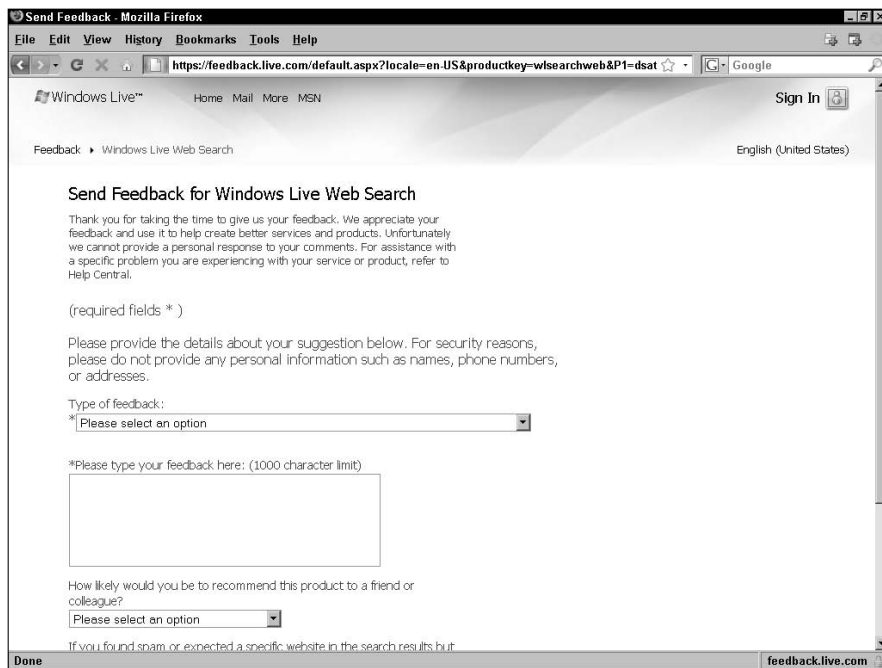 Send Feedback - Mozilla Firefox
File Edit View History Bookmarks Tools Help
https://feedback.live.com/default.aspx?locale=en-US&productkey=wlsearchweb&P1=dsat
G Google
Windows Live™ Home Mail More MSN Sign In
Feedback Windows Live Web Search English (United States)
Send Feedback for Windows Live Web Search
Thank you for taking the time to give us your feedback. We appreciate your
feedback and use it to help create better services and products. Unfortunately
we cannot provide a personal response to your comments. For assistance with
a specific problem you are experiencing with your service or product, refer to
Help Central.
(required fields * )
Please provide the details about your suggestion below. For security reasons,
please do not provide any personal information such as names, phone numbers,
or addresses.
Type of feedback:
*Please select an option
*Please type your feedback here: (1000 character limit)
How likely would you be to recommend this product to a friend or
colleague?
Please select an option
If you found spam or expected a specific website in the search results but
Done feedback.live.com